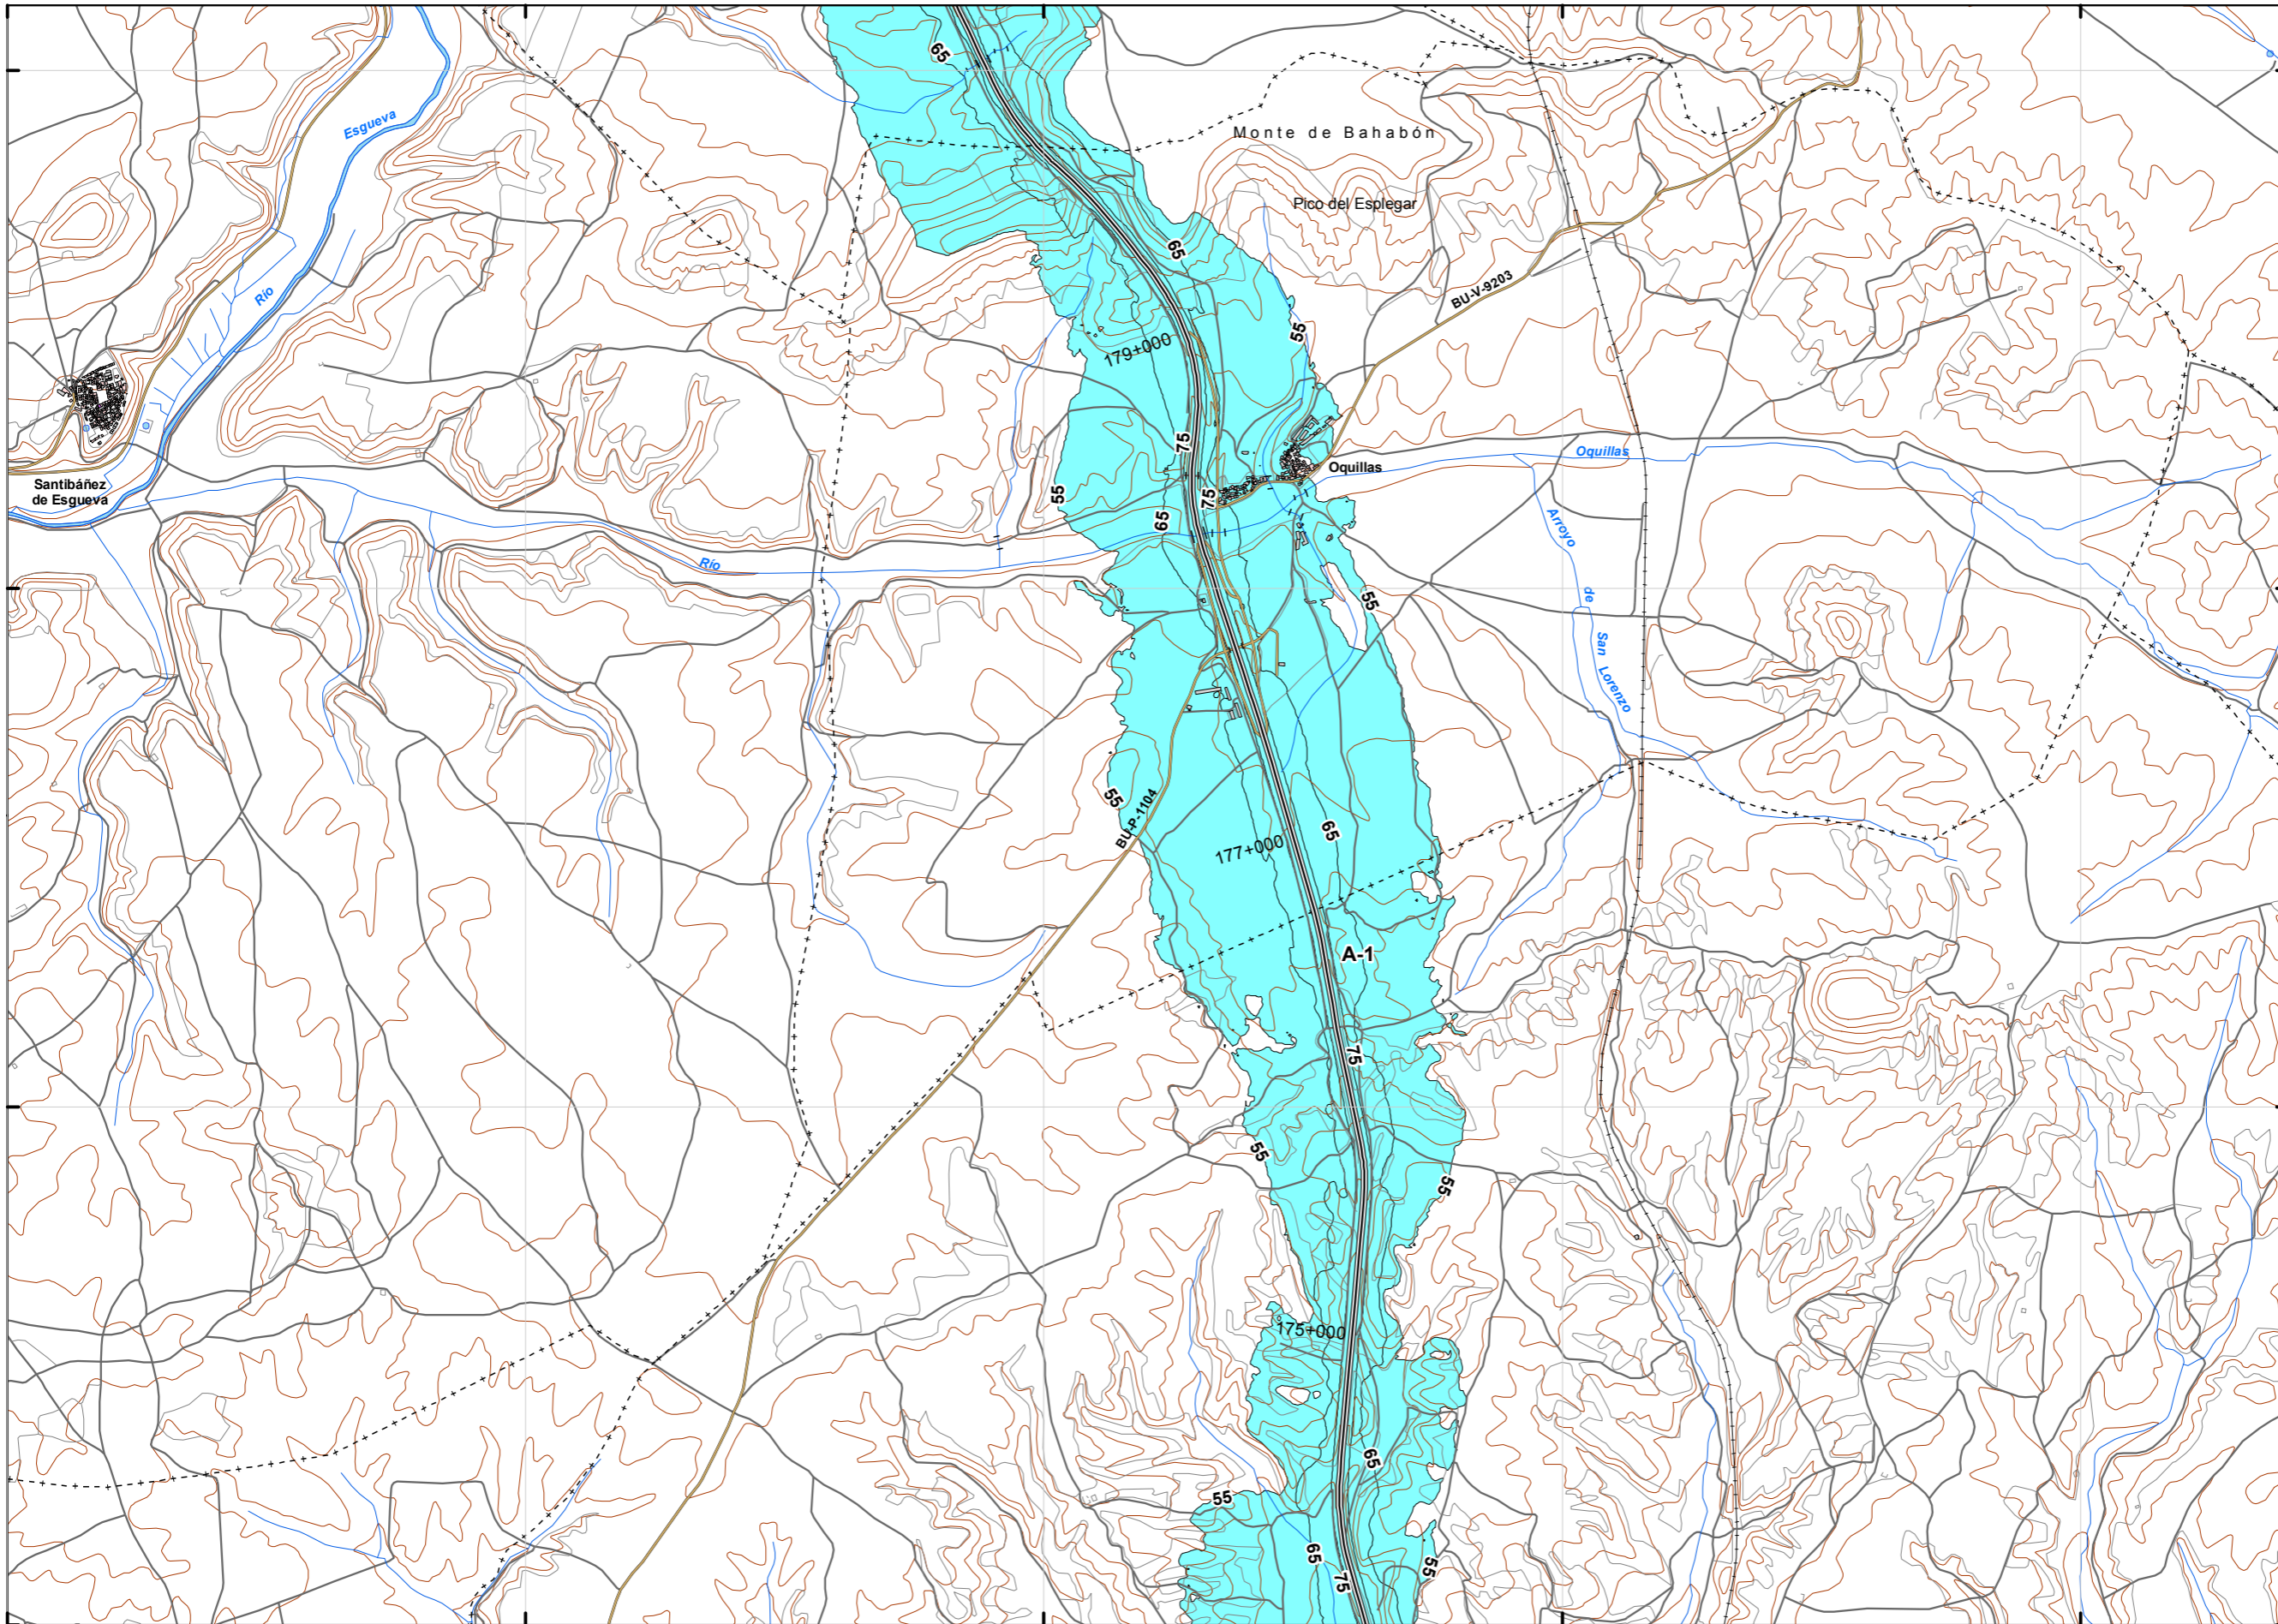 65
Esgueva
Monte de Bahabón
Pico del Esplegar
65
Río
BU-V-9203
55
179+000
75
Oquillas
Oquillas
Santibáñez
de Esgueva
55
75
65
Arroyo
Río
de
55
San Lorenzo
55
BU-P-1104
65
177+000
A-1
75
55
55
175+000
65
55
65
55
75